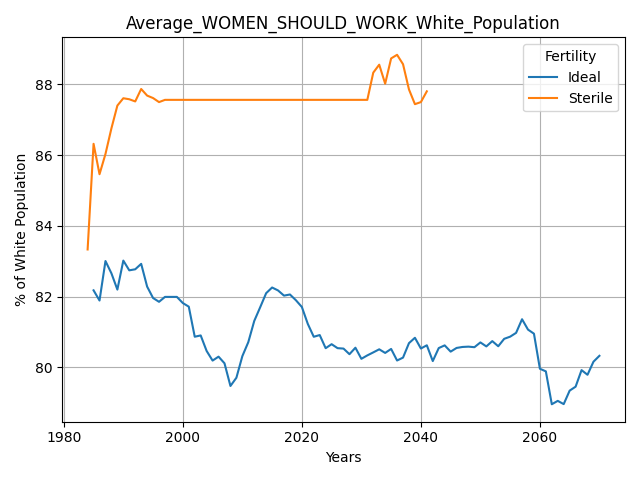 Average_WOMEN_SHOULD_WORK_White_Population
Fertility
Ideal
Sterile
% of White Population
88
86
84
82
80
1980
2000
2020
2040
2060
Years